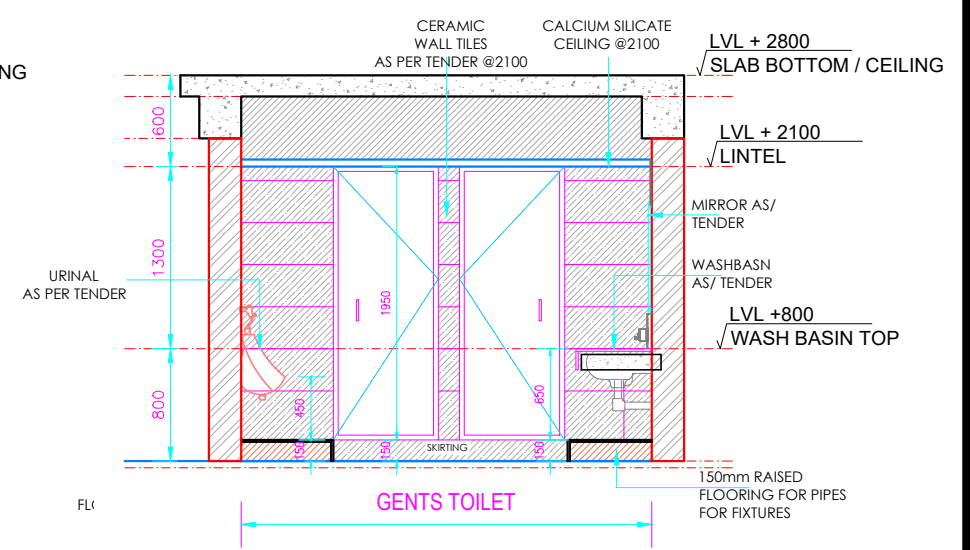 CERAMIC
WALL TILES
AS PER TENDER @2100
CALCIUM SILICATE
CEILING @2100
LVL + 2800
SLAB BOTTOM / CEILING
NG
600
LVL + 2100
LINTEL
MIRROR AS/
TENDER
1300
URINAL
AS PER TENDER
WASHBASN
AS/ TENDER
1950
LVL +800
WASH BASIN TOP
800
450
650
150
150
150
SKIRTING
150mm RAISED
FLOORING FOR PIPES
FOR FIXTURES
GENTS TOILET